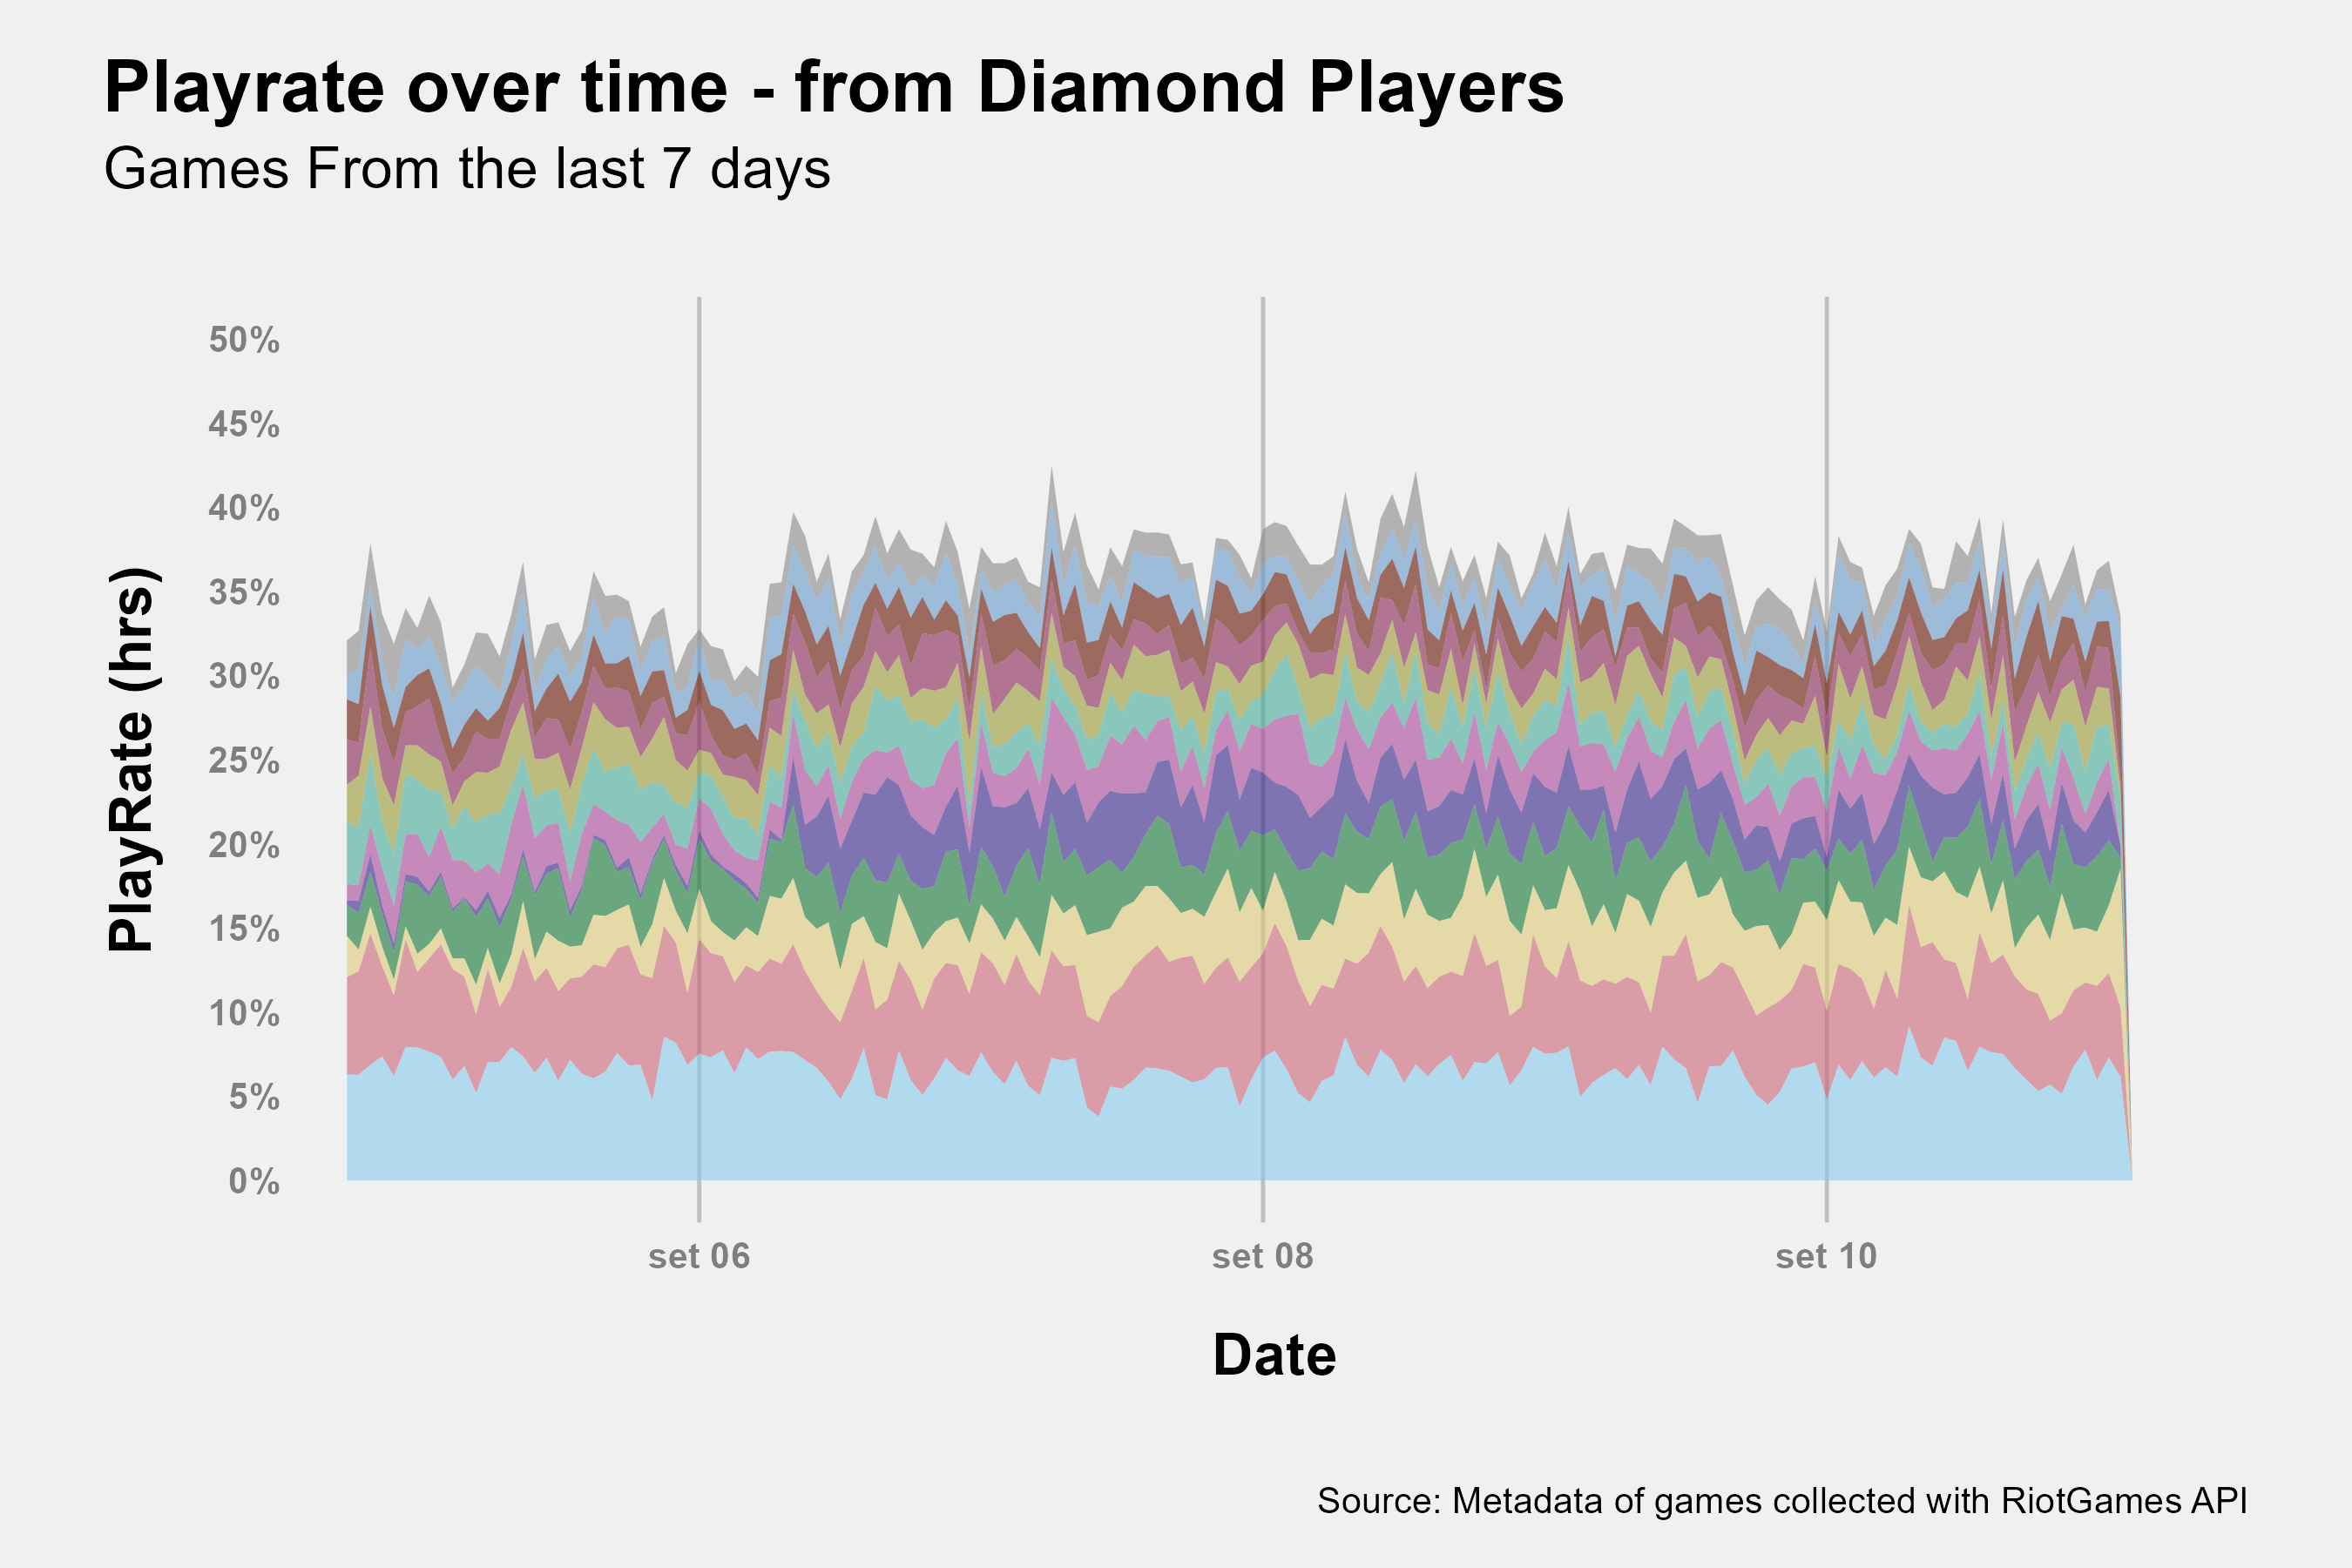 Playrate over time - from Diamond Players
Games From the last 7 days
50%
45%
40%
35%
30%
25%
20%
15%
10%
5%
0%
PlayRate (hrs)
set 06
set 08
set 10
Date
Source: Metadata of games collected with RiotGames API